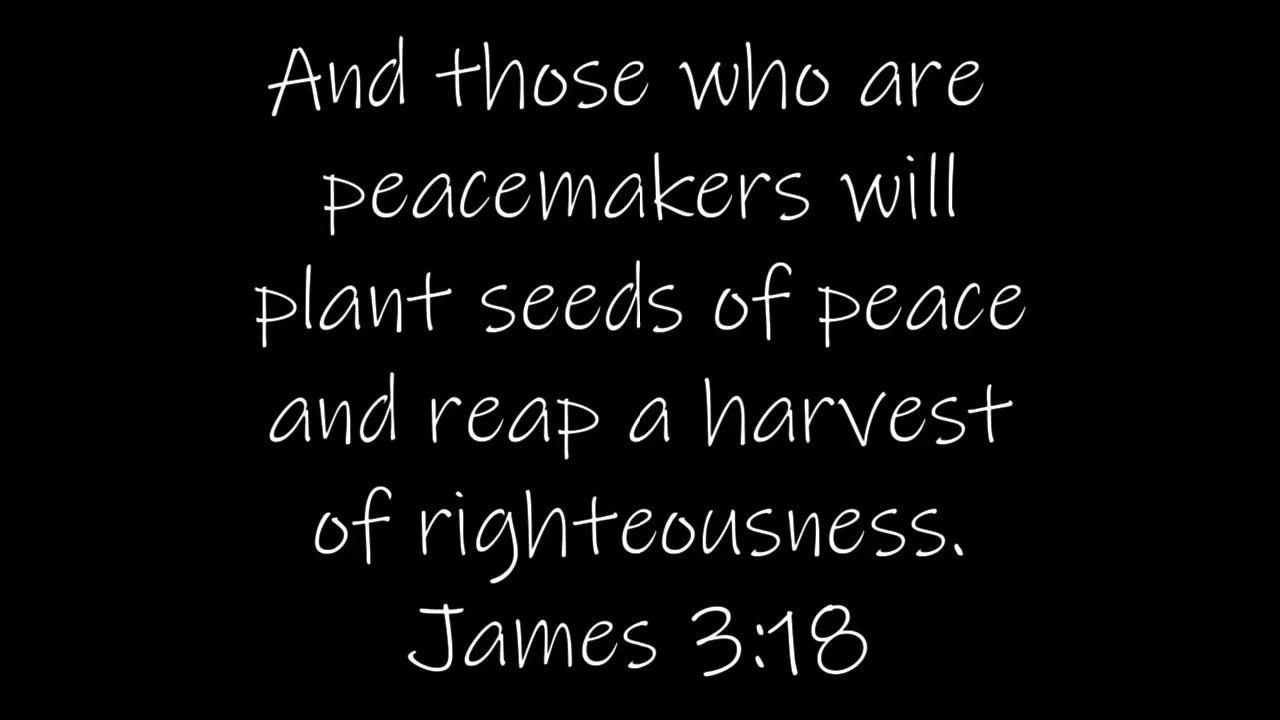 And those who are
peacemakers will
plant seeds of peace
and reap a harvest
of righteousness.
James 3:18